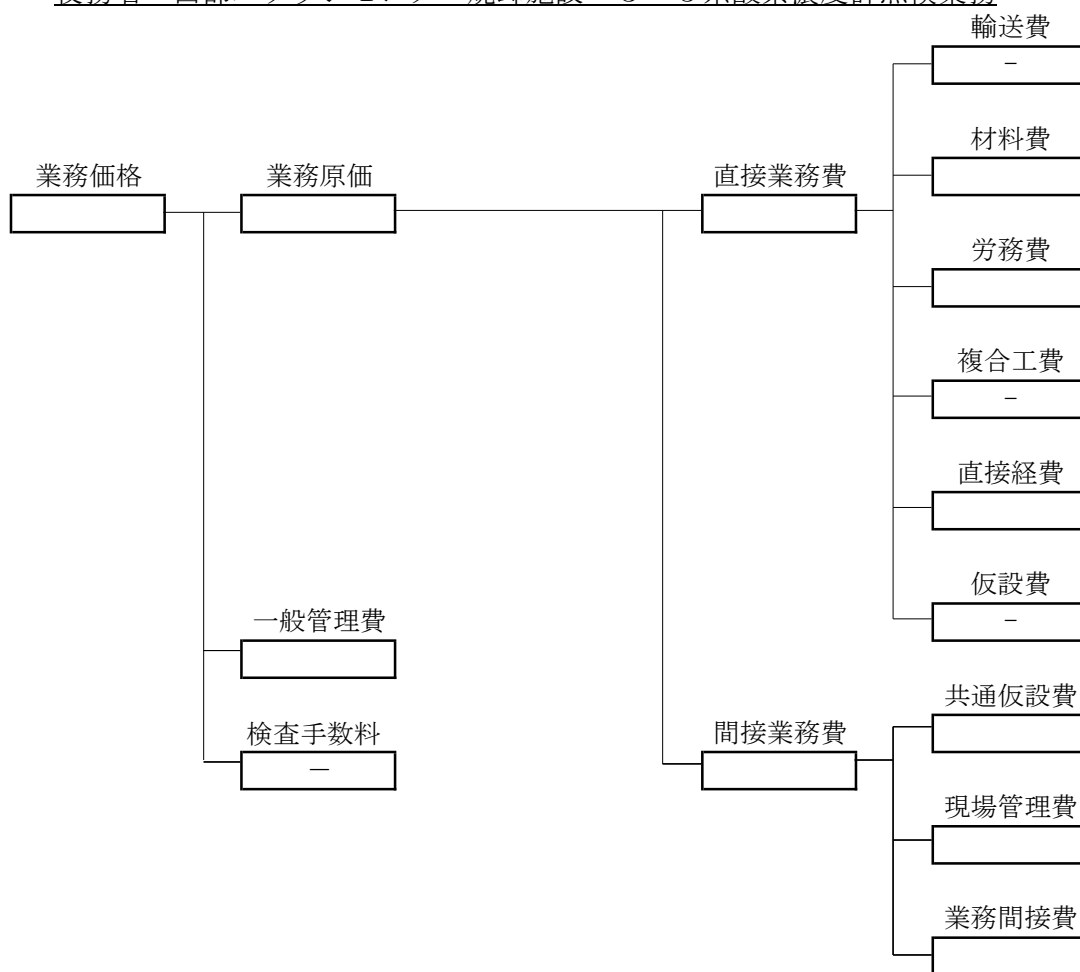 輸送費
－
材料費
業務価格
業務原価
直接業務費
労務費
複合工費
－
直接経費
仮設費
－
一般管理費
共通仮設費
検査手数料
－
間接業務費
現場管理費
業務間接費